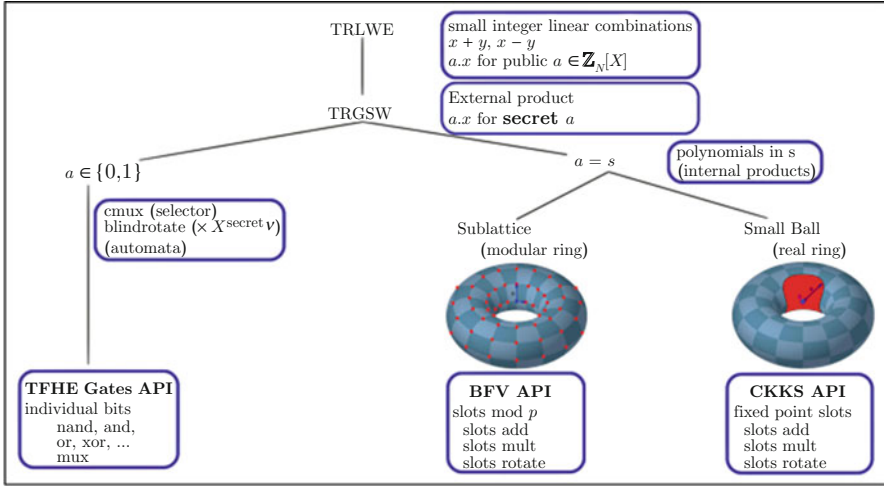 TRLWE
small integer linear combinations
x + y, x − y
a.x for public a ∈ ℤ_N[X]
TRGSW
External product
a.x for secret a
a ∈ {0,1}
a = s
polynomials in s
(internal products)
cmux (selector)
blindrotate (× X^secret ν)
(automata)
Sublattice
(modular ring)
Small Ball
(real ring)
TFHE Gates API
individual bits
nand, and,
or, xor, ...
mux
BFV API
slots mod p
slots add
slots mult
slots rotate
CKKS API
fixed point slots
slots add
slots mult
slots rotate